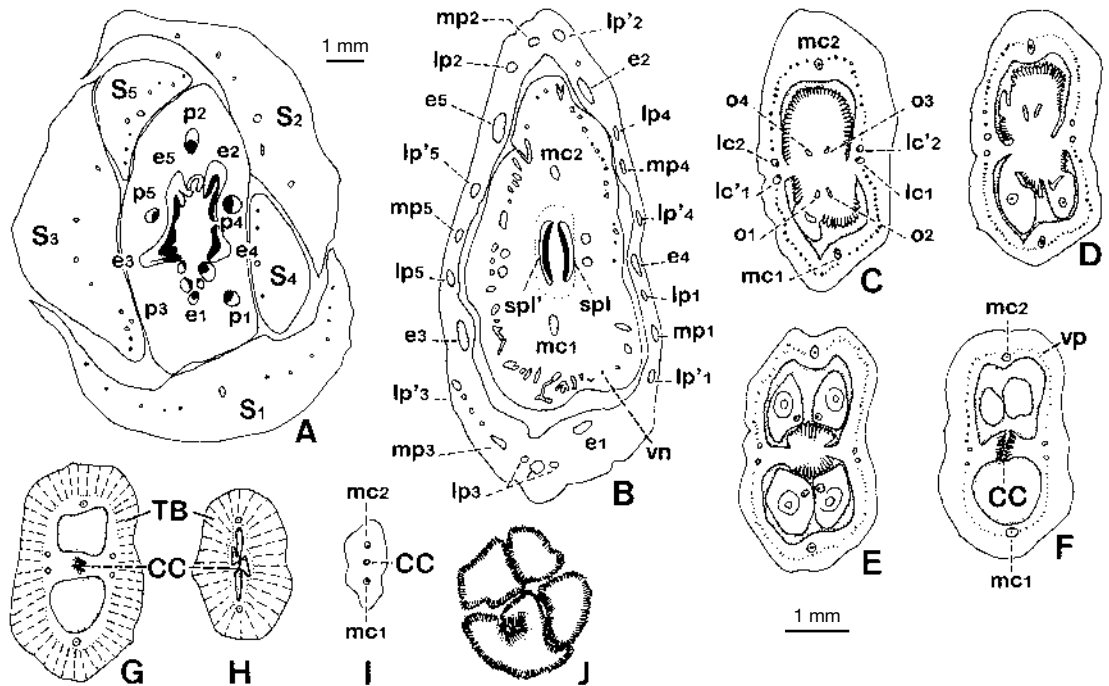 1 mm
S5
S2
p2
e5
e2
p5
p4
S3
e3
e4
S4
p3
e1
p1
S1
A
mp2
lp'2
lp2
e2
e5
lp4
mc2
mp4
lp'5
lp'4
mp5
e4
lp5
spl'
spl
lp1
e3
mc1
mp1
lp'3
lp'1
e1
mp3
vn
lp3
B
mc2
o4
o3
lc2
lc'2
lc'1
lc1
o1
o2
mc1
C
D
E
mc2
vp
CC
F
mc1
TB
CC
G
H
mc2
CC
mc1
I
J
1 mm